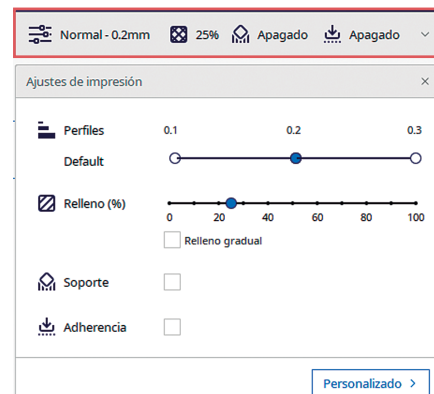 Normal - 0.2mm 25% Apagado Apagado
Ajustes de impresión
Perfiles 0.1 0.2 0.3
Default
Relleno (%)
0 20 40 60 80 100
Relleno gradual
Soporte
Adherencia
Personalizado